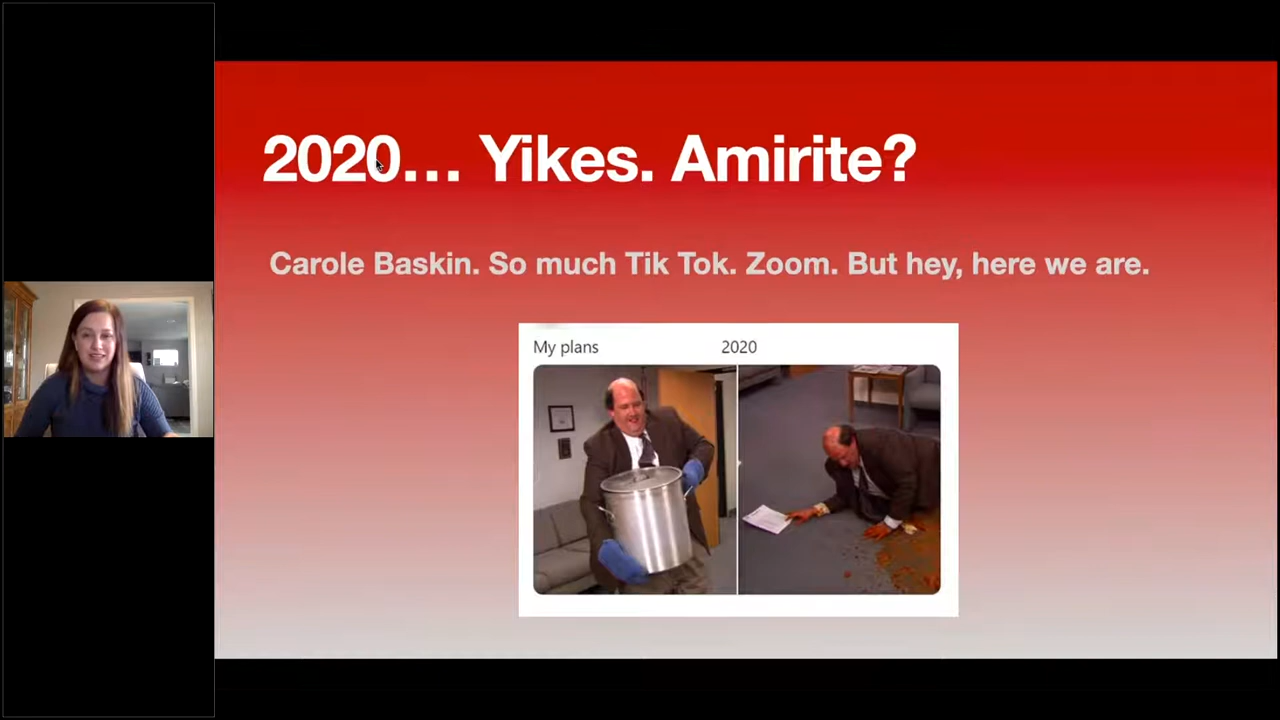 2020... Yikes. Amirite?
Carole Baskin. So much Tik Tok. Zoom. But hey, here we are.
My plans 2020